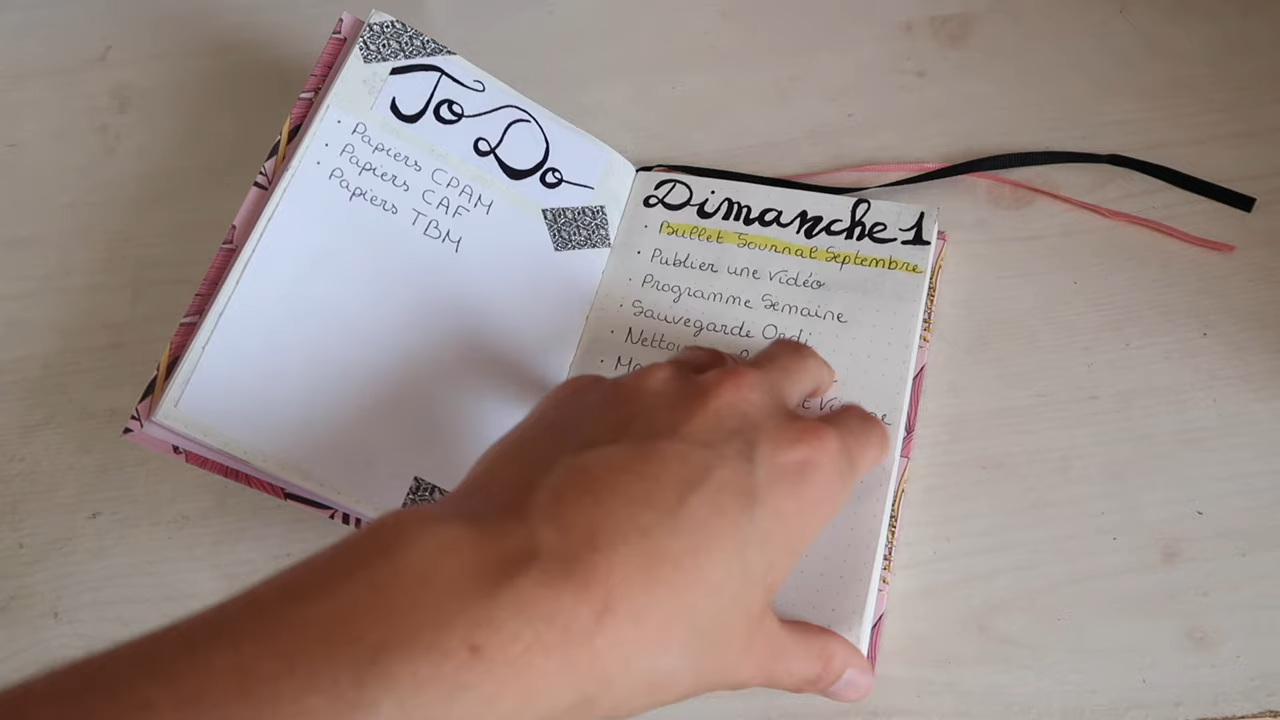 To Do
· Papiers CPAM
· Papiers CAF
· Papiers TBM
Dimanche 1
· Bullet Journal Septembre
· Publier une vidéo
· Programme Semaine
· Sauvegarde Ordi